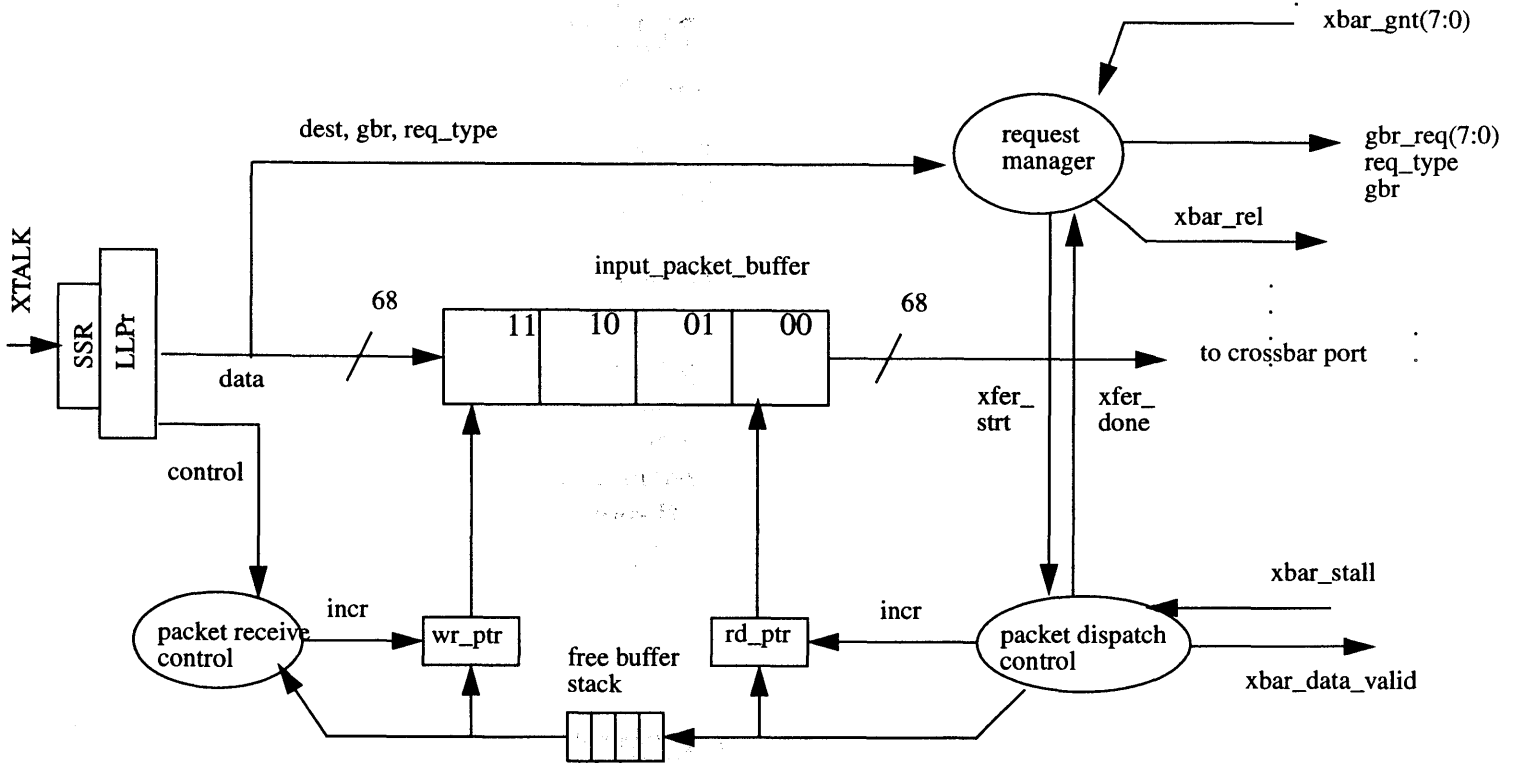 xbar_gnt(7:0)
dest, gbr, req_type
request
manager
gbr_req(7:0)
req_type
gbr
xbar_rel
XTALK
SSR
LLPr
input_packet_buffer
68
11
10
01
00
68
data
to crossbar port
xfer_
strt
xfer_
done
control
xbar_stall
incr
incr
packet receive
control
wr_ptr
rd_ptr
packet dispatch
control
free buffer
stack
xbar_data_valid